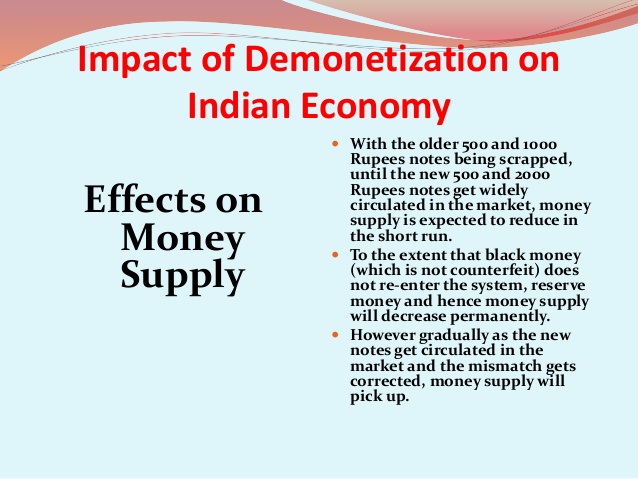 Impact of Demonetization on
Indian Economy
Effects on
Money
Supply
• With the older 500 and 1000
Rupees notes being scrapped,
until the new 500 and 2000
Rupees notes get widely
circulated in the market, money
supply is expected to reduce in
the short run.
• To the extent that black money
(which is not counterfeit) does
not re-enter the system, reserve
money and hence money supply
will decrease permanently.
• However gradually as the new
notes get circulated in the
market and the mismatch gets
corrected, money supply will
pick up.